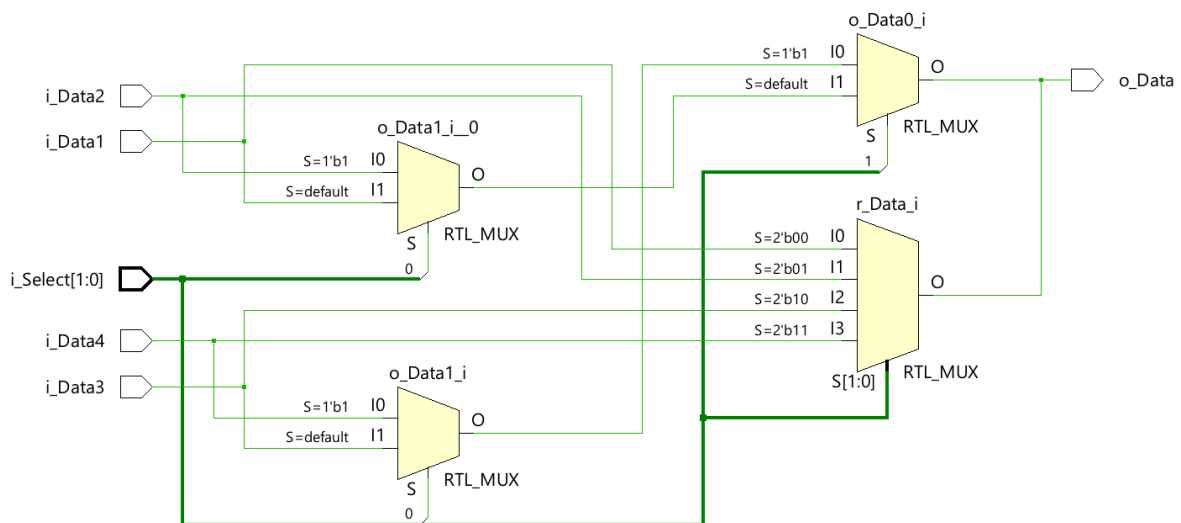 o_Data0_i
S=1'b1 I0
O
S=default I1
S
RTL_MUX
1
o_Data
i_Data2
i_Data1
o_Data1_i__0
S=1'b1 I0
O
S=default I1
S
RTL_MUX
0
r_Data_i
S=2'b00 I0
S=2'b01 I1
O
S=2'b10 I2
S=2'b11 I3
S[1:0]
RTL_MUX
i_Select[1:0]
i_Data4
i_Data3
o_Data1_i
S=1'b1 I0
O
S=default I1
S
RTL_MUX
0